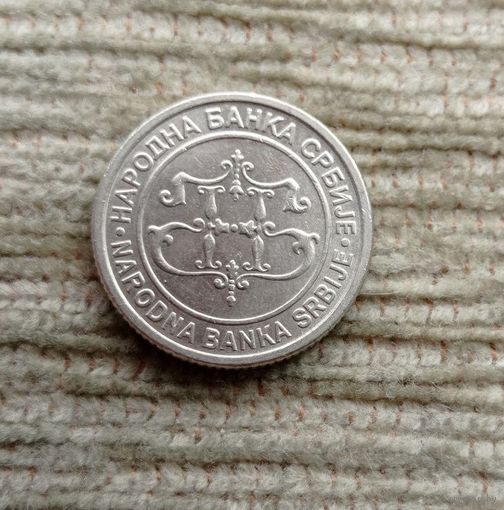 · НАРОДНА БАНКА СРБИЈЕ ·
NARODNA BANKA SRBIJE